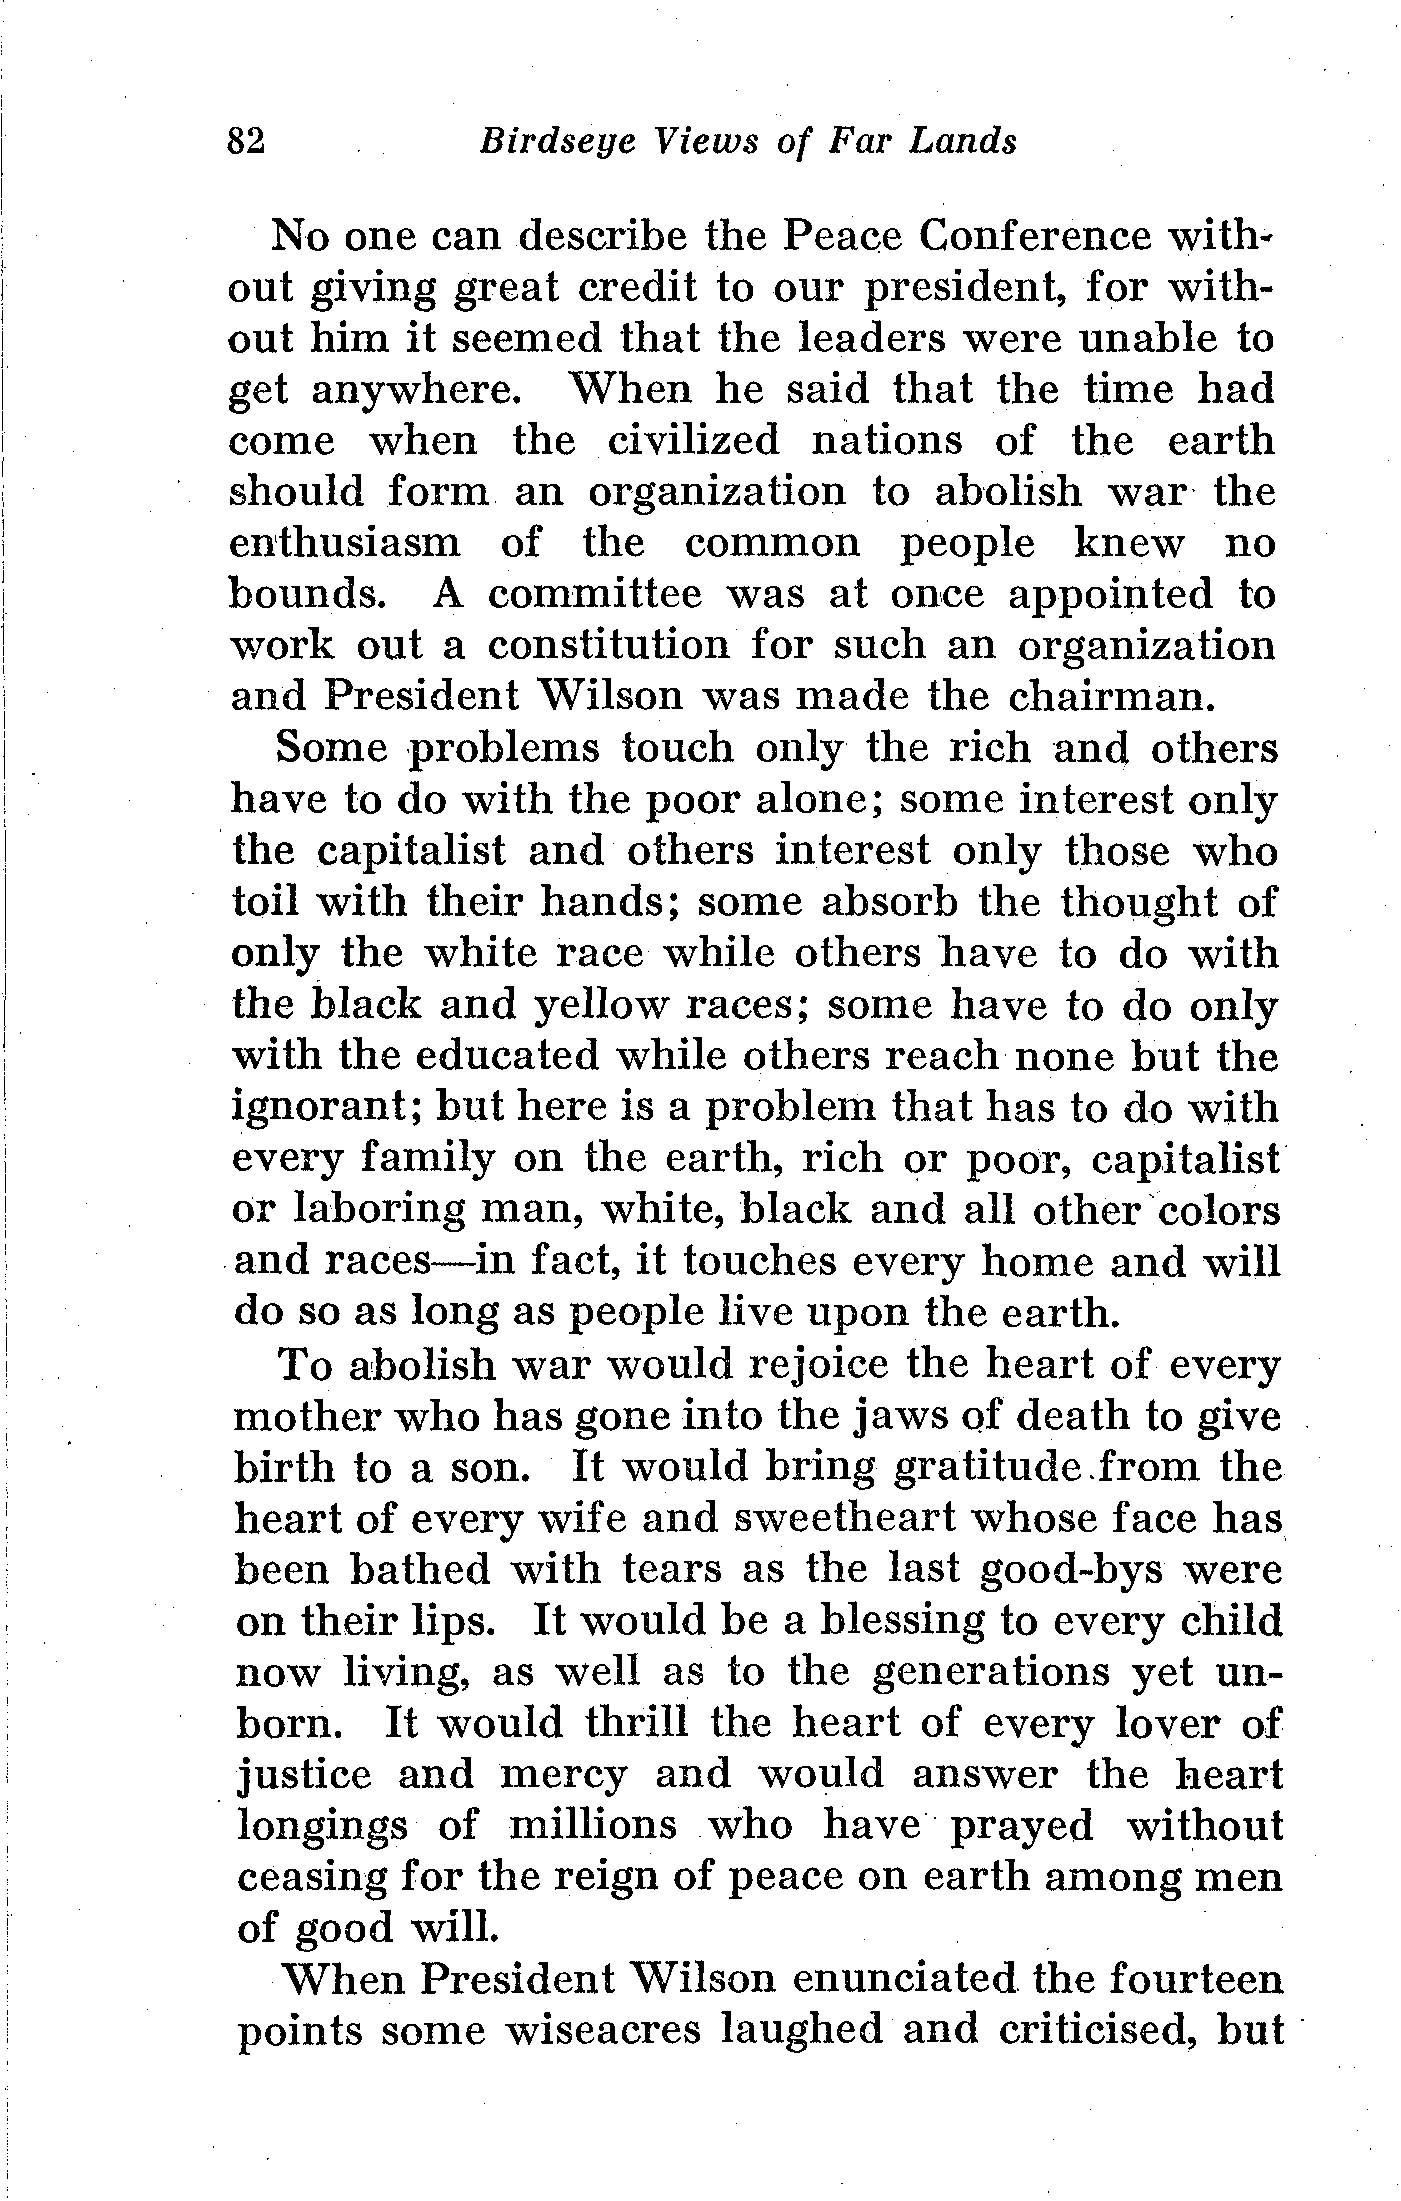 82 Birdseye Views of Far Lands
No one can describe the Peace Conference with-
out giving great credit to our president, for with-
out him it seemed that the leaders were unable to
get anywhere. When he said that the time had
come when the civilized nations of the earth
should form an organization to abolish war the
enthusiasm of the common people knew no
bounds. A committee was at once appointed to
work out a constitution for such an organization
and President Wilson was made the chairman.
Some problems touch only the rich and others
have to do with the poor alone; some interest only
the capitalist and others interest only those who
toil with their hands; some absorb the thought of
only the white race while others have to do with
the black and yellow races; some have to do only
with the educated while others reach none but the
ignorant; but here is a problem that has to do with
every family on the earth, rich or poor, capitalist
or laboring man, white, black and all other colors
and races—in fact, it touches every home and will
do so as long as people live upon the earth.
To abolish war would rejoice the heart of every
mother who has gone into the jaws of death to give
birth to a son. It would bring gratitude from the
heart of every wife and sweetheart whose face has
been bathed with tears as the last good-bys were
on their lips. It would be a blessing to every child
now living, as well as to the generations yet un-
born. It would thrill the heart of every lover of
justice and mercy and would answer the heart
longings of millions who have prayed without
ceasing for the reign of peace on earth among men
of good will.
When President Wilson enunciated the fourteen
points some wiseacres laughed and criticised, but